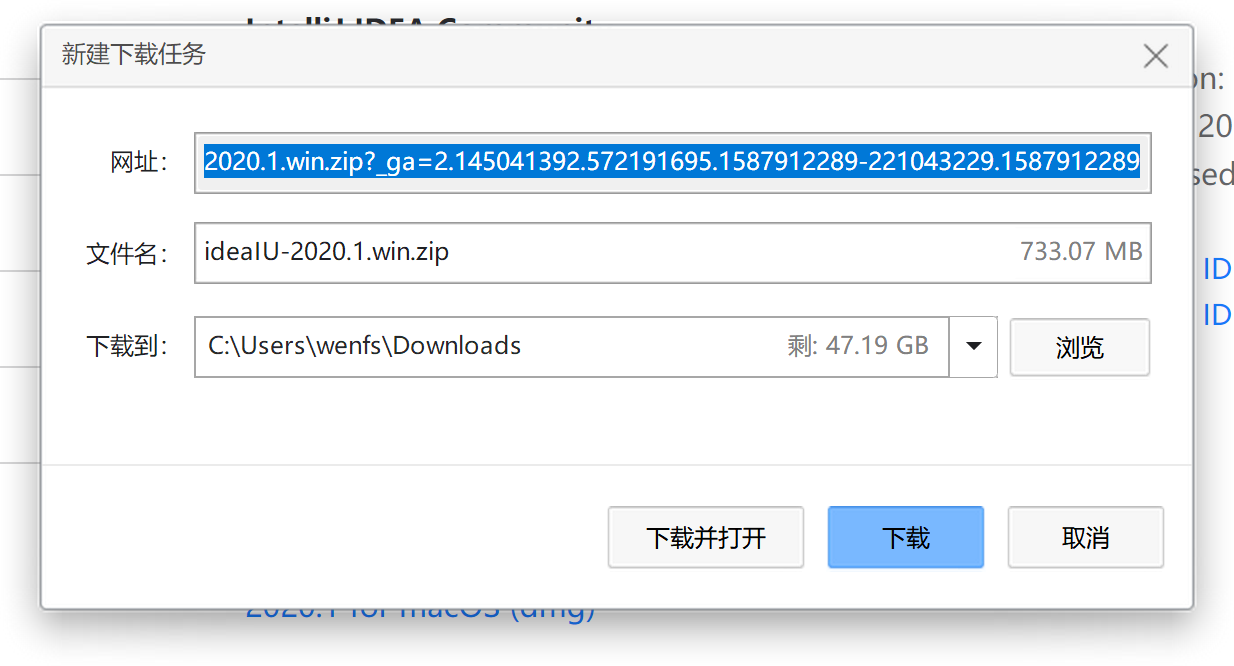 新建下载任务
on:
20
网址：
2020.1.win.zip?_ga=2.145041392.572191695.1587912289-221043229.1587912289
sed
文件名：
ideaIU-2020.1.win.zip
733.07 MB
ID
ID
下载到：
C:\Users\wenfs\Downloads
剩: 47.19 GB
浏览
下载并打开
下载
取消
2020.1 for macOS (dmg)